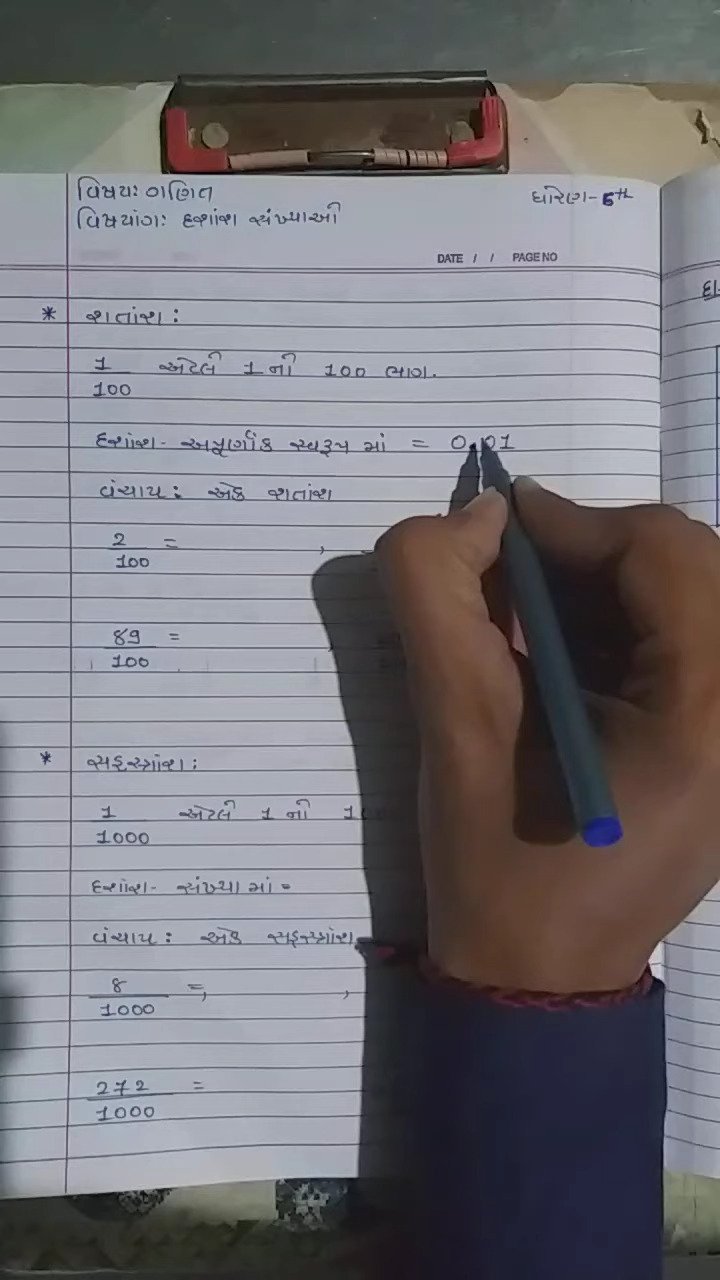 વિષય: ગણિત
ધોરણ- 5th
વિષયાંગ: દશાંશ સંખ્યાઓ
DATE / / PAGE NO
* શતાંશ:
1/100 એટલે 1 ના 100 ભાગ.
દશાંશ- અપૂર્ણાંક સ્વરૂપ માં = 0.01
વંચાય: એક શતાંશ
2/100 = ,
89/100 =
* સહસ્ત્રાંશ:
1/1000 એટલે 1 ના
દશાંશ- સંખ્યા માં =
વંચાય: એક સહસ્ત્રાંશ
8/1000 =, ,
272/1000 =